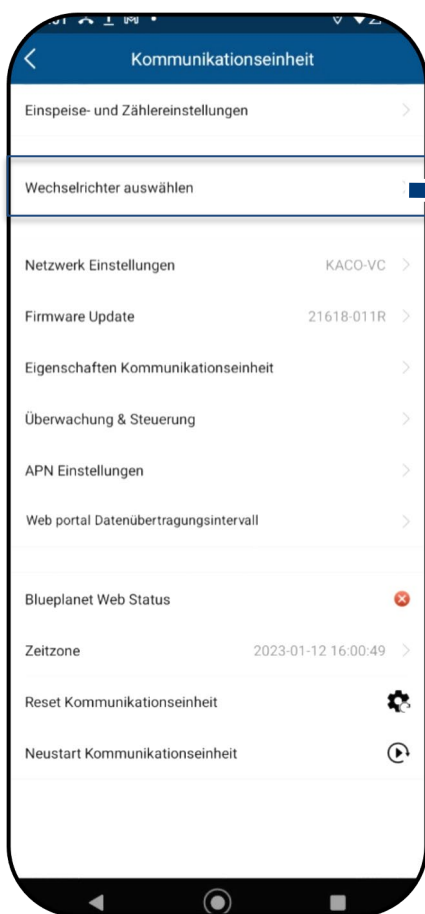 Kommunikationseinheit
Einspeise- und Zählereinstellungen
Wechselrichter auswählen
Netzwerk Einstellungen KACO-VC
Firmware Update 21618-011R
Eigenschaften Kommunikationseinheit
Überwachung & Steuerung
APN Einstellungen
Web portal Datenübertragungsintervall
Blueplanet Web Status
Zeitzone 2023-01-12 16:00:49
Reset Kommunikationseinheit
Neustart Kommunikationseinheit